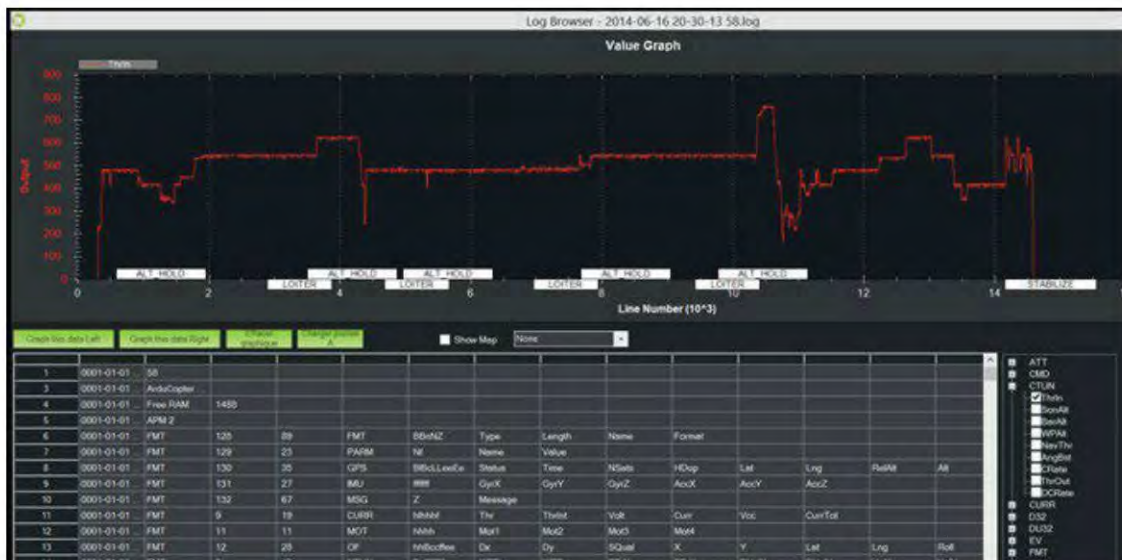 Log Browser - 2014-06-16 20-30-13 58.log
Value Graph
ThrIn
900
800
700
600
500
400
300
200
100
0
Output
ALT_HOLD ALT_HOLD ALT_HOLD ALT_HOLD ALT_HOLD
LOITER LOITER LOITER LOITER STABILIZE
0 2 4 6 8 10 12 14
Line Number (10^3)
Graph this data Left Graph this data Right graphique A Show Map None
1 0001-01-01 ... 58
3 0001-01-01 ... ArduCopter ...
4 0001-01-01 ... Free RAM 1488
5 0001-01-01 ... APM 2
6 0001-01-01 ... FMT 128 89 FMT BBnNZ Type Length Name Format
7 0001-01-01 ... FMT 129 23 PARM Nf Name Value
8 0001-01-01 ... FMT 130 35 GPS Status Time NSats HDop Lat Lng RelAlt Alt
9 0001-01-01 ... FMT 131 27 IMU ffffff GyrX GyrY GyrZ AccX AccY AccZ
10 0001-01-01 ... FMT 132 67 MSG Z Message
11 0001-01-01 ... FMT 9 19 CURR Thr ThrInt Volt Curr Vcc CurrTot
12 0001-01-01 ... FMT 11 11 MOT hhhh Mot1 Mot2 Mot3 Mot4
13 0001-01-01 ... FMT 12 28 OF Dx Dy SQual X Y Lat Lng Roll
ATT
CMD
CTUN
ThrIn
SonAlt
BarAlt
WPAlt
NavThr
AngBst
CRate
ThrOut
DCRate
CURR
D32
DU32
EV
FMT